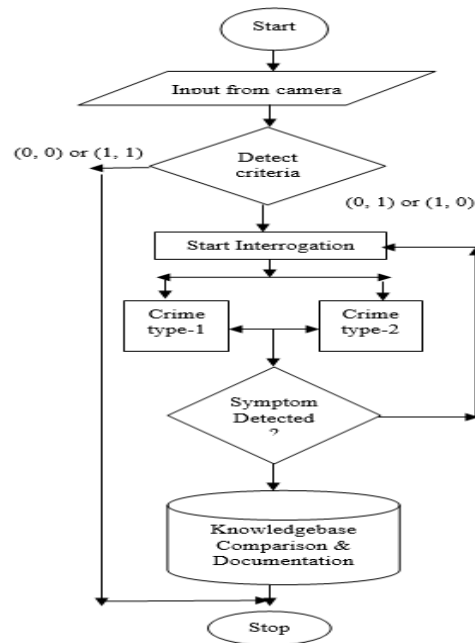 Start
Input from camera
(0, 0) or (1, 1)
Detect
criteria
(0, 1) or (1, 0)
Start Interrogation
Crime
type-1
Crime
type-2
Symptom
Detected
?
Knowledgebase
Comparison &
Documentation
Stop